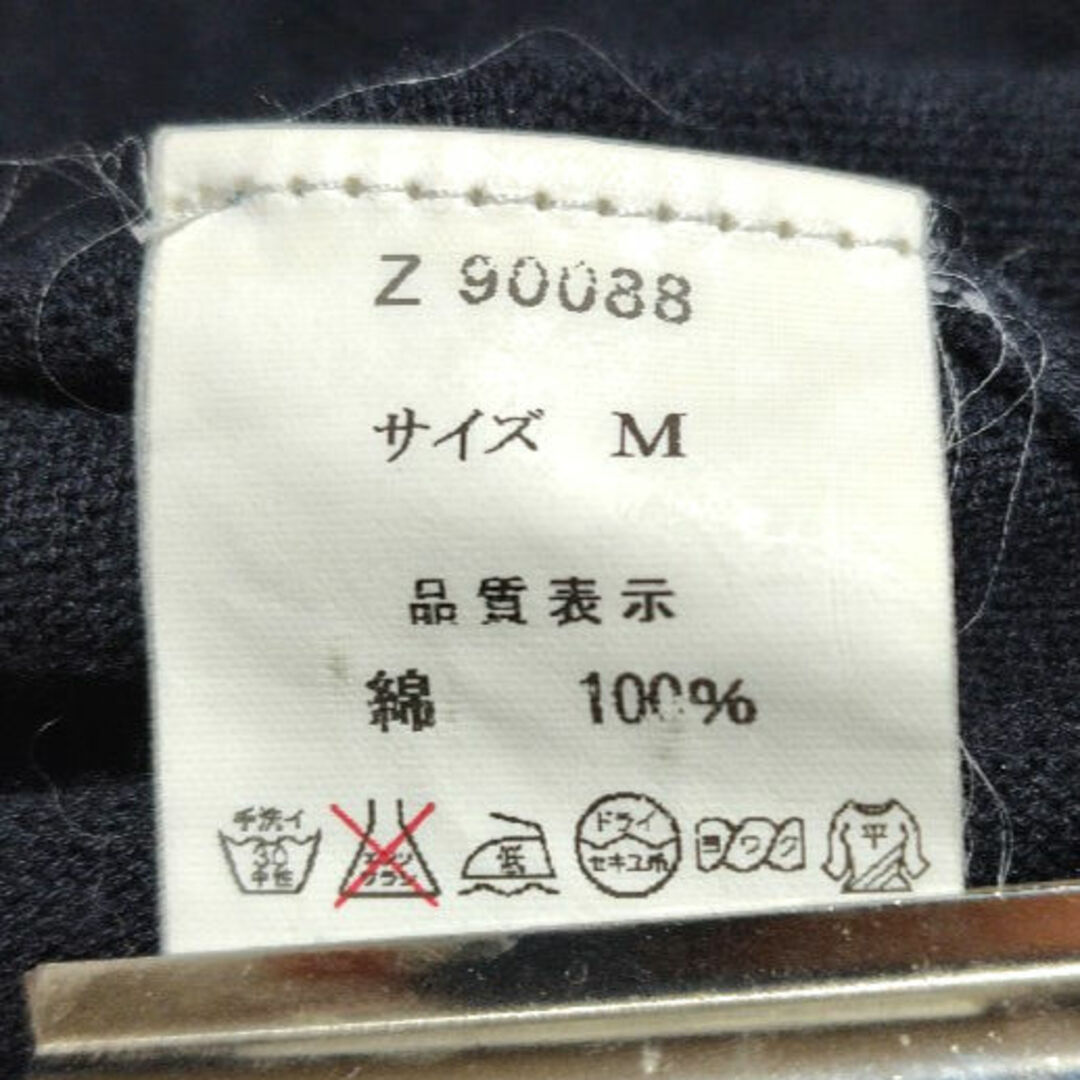 Z 90088
サイズ M
品質表示
綿 100%
手洗イ 30 中性
エンソ サラシ
低
ドライ セキユ系
ヨワク
平